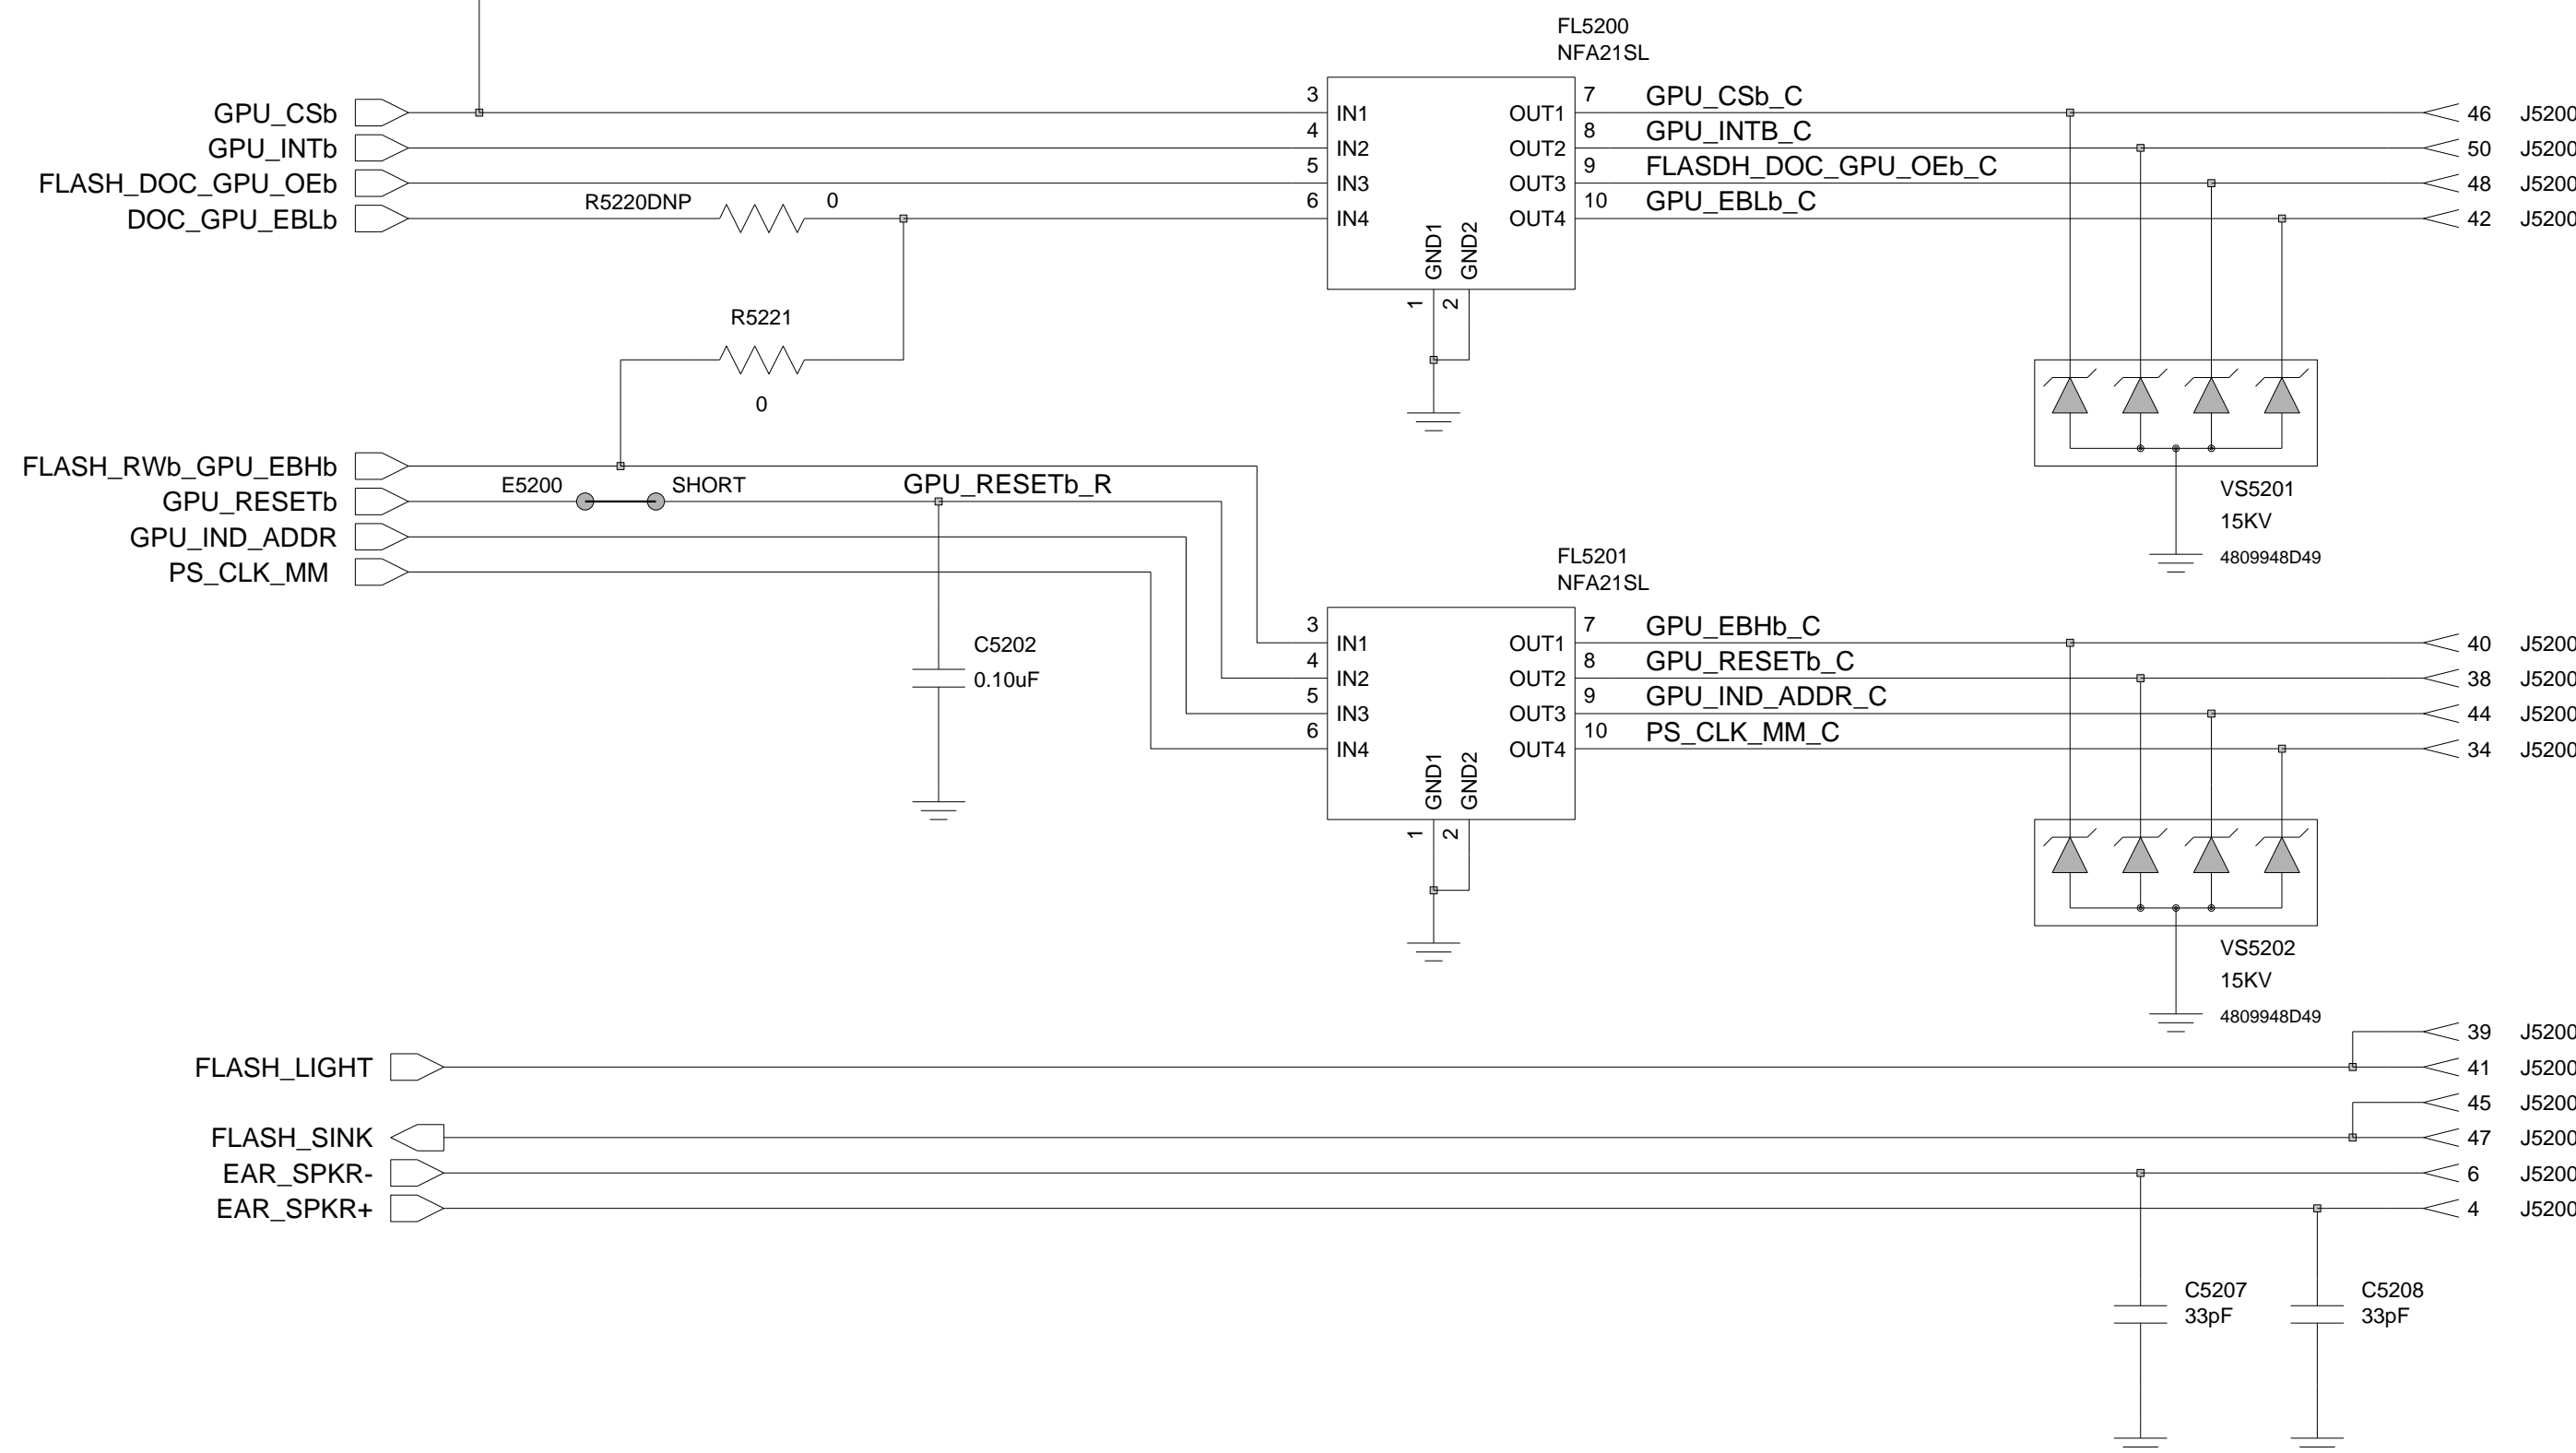 FL5200
NFA21SL
GPU_CSb
3
IN1
OUT1
7
GPU_CSb_C
46
J5200
GPU_INTb
4
IN2
OUT2
8
GPU_INTB_C
50
J5200
FLASH_DOC_GPU_OEb
5
IN3
OUT3
9
FLASDH_DOC_GPU_OEb_C
48
J5200
DOC_GPU_EBLb
R5220DNP
0
6
IN4
OUT4
10
GPU_EBLb_C
42
J5200
GND1
GND2
1
2
R5221
0
FLASH_RWb_GPU_EBHb
GPU_RESETb
E5200
SHORT
GPU_RESETb_R
GPU_IND_ADDR
PS_CLK_MM
VS5201
15KV
4809948D49
FL5201
NFA21SL
C5202
0.10uF
3
IN1
OUT1
7
GPU_EBHb_C
40
J5200
4
IN2
OUT2
8
GPU_RESETb_C
38
J5200
5
IN3
OUT3
9
GPU_IND_ADDR_C
44
J5200
6
IN4
OUT4
10
PS_CLK_MM_C
34
J5200
GND1
GND2
1
2
VS5202
15KV
4809948D49
39
J5200
FLASH_LIGHT
41
J5200
45
J5200
FLASH_SINK
47
J5200
EAR_SPKR-
6
J5200
EAR_SPKR+
4
J5200
C5207
33pF
C5208
33pF